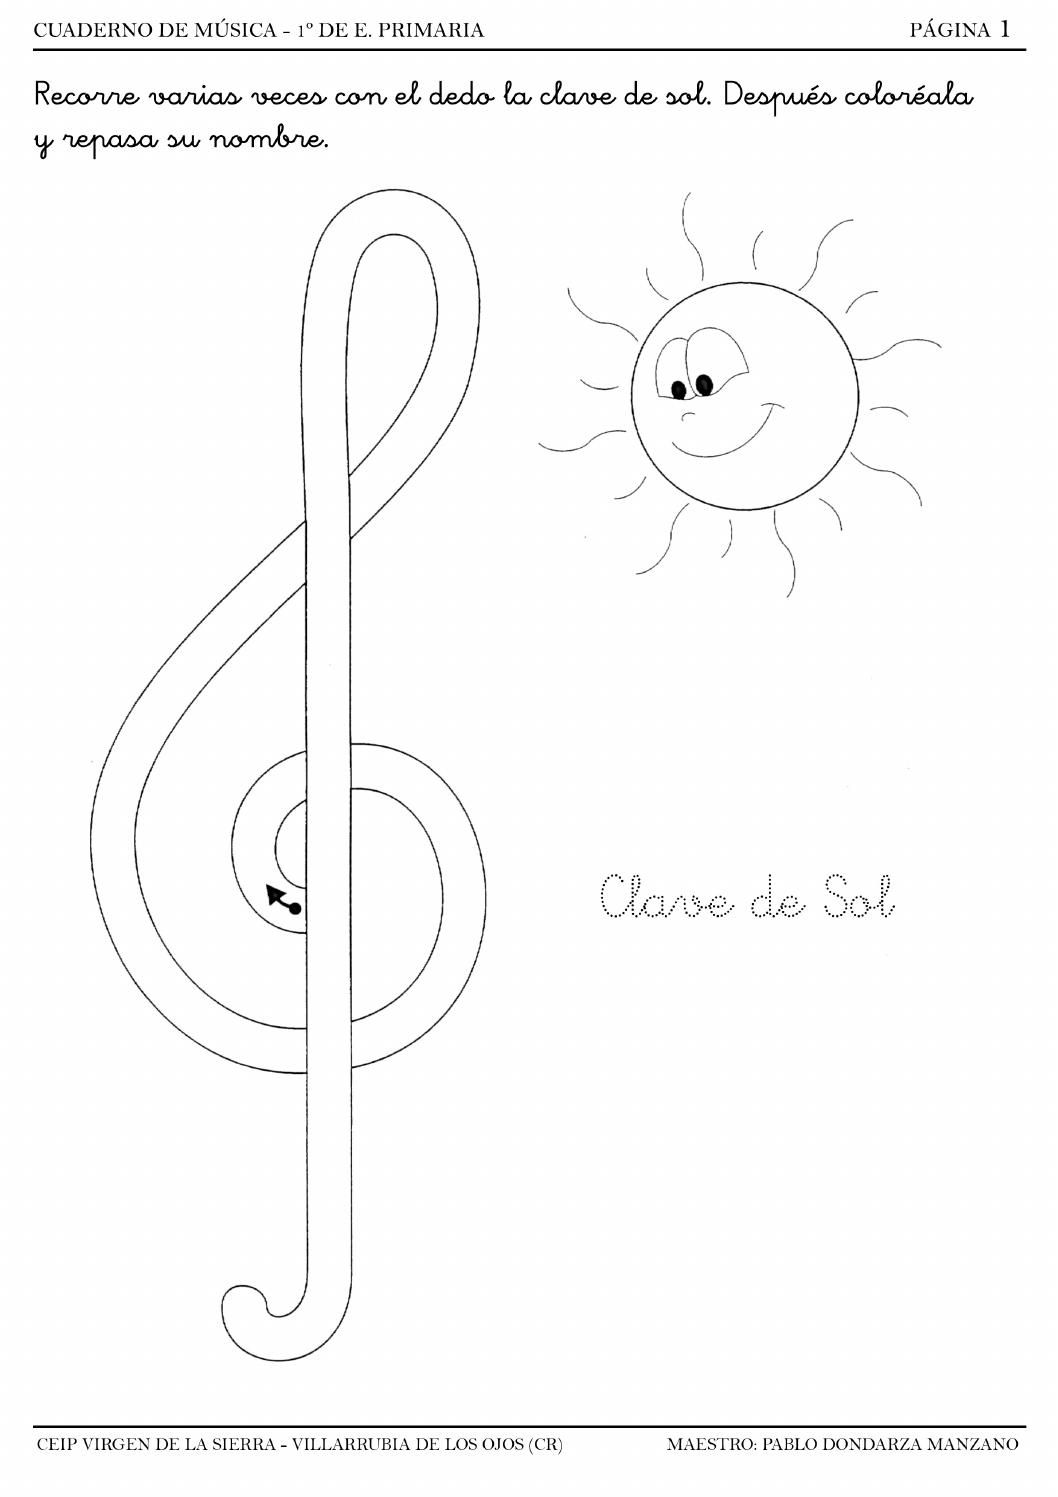 CUADERNO DE MÚSICA - 1º DE E. PRIMARIA PÁGINA 1
Recorre varias veces con el dedo la clave de sol. Después coloréala
y repasa su nombre.
Clave de Sol
CEIP VIRGEN DE LA SIERRA - VILLARRUBIA DE LOS OJOS (CR) MAESTRO: PABLO DONDARZA MANZANO